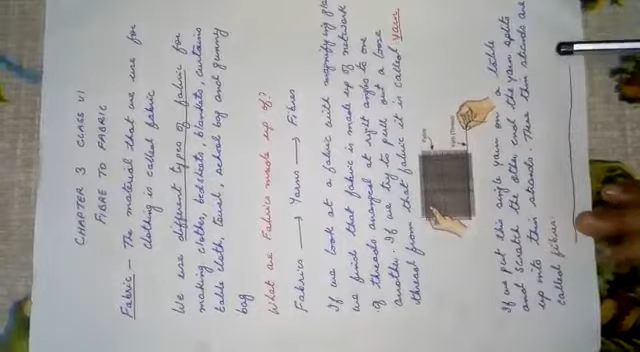 CHAPTER 3 CLASS VI
FIBRE TO FABRIC
Fabric – The material that we use for
clothing is called fabric
We use different types of fabric for
making clothes, bedsheets, blankets, curtains
table cloth, towel, school bag and gunny
bag
What are Fabrics made up of?
Fabrics → Yarns → Fibres
If we look at a fabric with magnifying
we find that fabric is made up of network
of threads arranged at right angles to one
another. If we try to pull out a loose
thread from that fabric it is called yarn
If we put this single yarn on a table
and scratch the other end the yarn splits
up into thin strands. These thin strands are
called fibres.